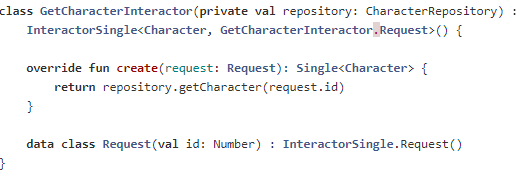 class GetCharacterInteractor(private val repository: CharacterRepository) :
    InteractorSingle<Character, GetCharacterInteractor.Request>() {

    override fun create(request: Request): Single<Character> {
        return repository.getCharacter(request.id)
    }

    data class Request(val id: Number) : InteractorSingle.Request()
}